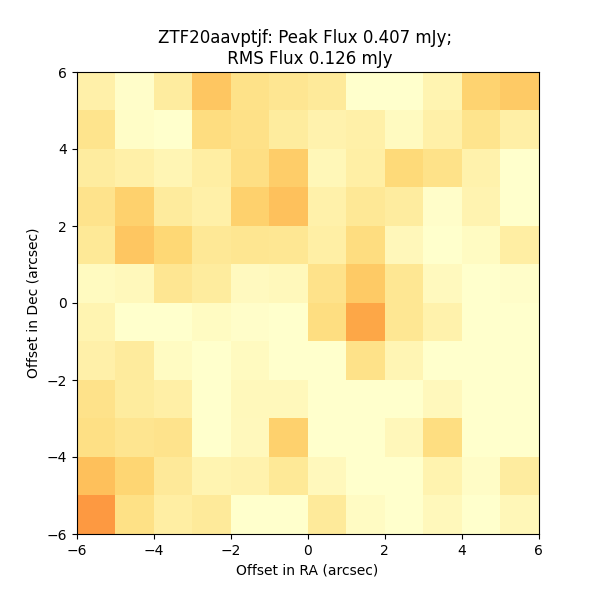 ZTF20aavptjf: Peak Flux 0.407 mJy;
RMS Flux 0.126 mJy
6
4
2
0
−2
−4
−6
Offset in Dec (arcsec)
−6 −4 −2 0 2 4 6
Offset in RA (arcsec)